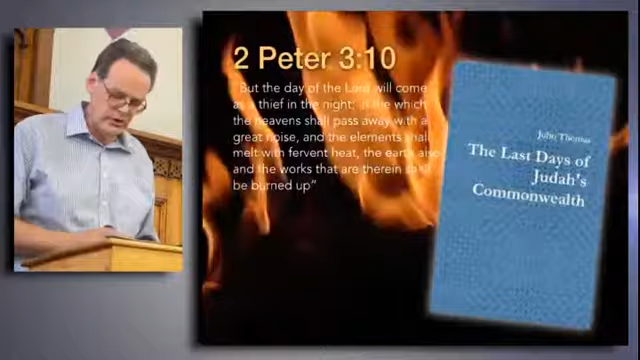 2 Peter 3:10
"But the day of the Lord will come
as a thief in the night; in the which
the heavens shall pass away with a
great noise, and the elements shall
melt with fervent heat, the earth also
and the works that are therein shall
be burned up"
John Thomas
The Last Days of
Judah's
Commonwealth